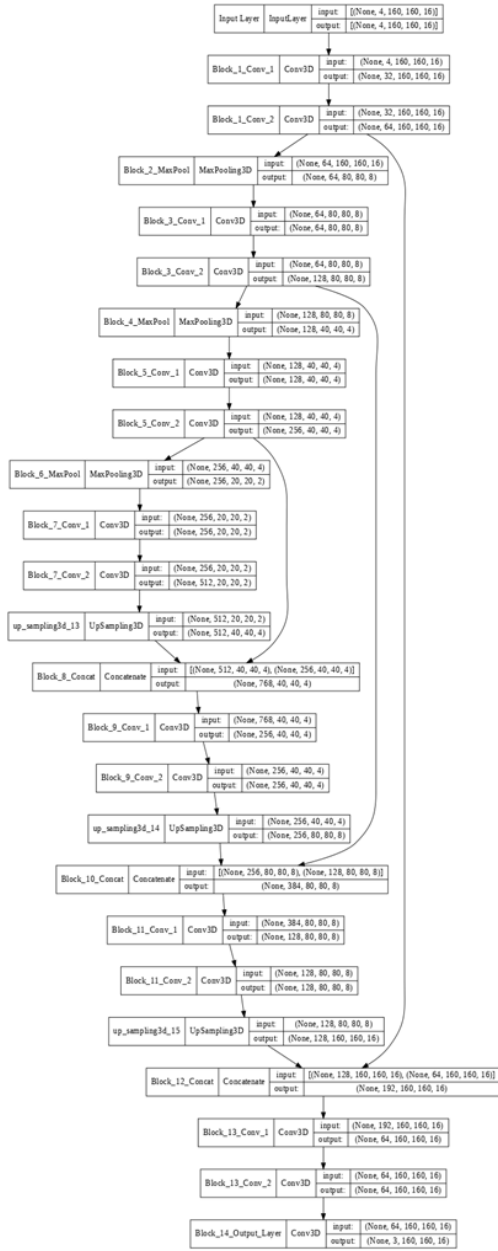 Input Layer InputLayer input: [(None, 4, 160, 160, 16)]
output: [(None, 4, 160, 160, 16)]
Block_1_Conv_1 Conv3D input: (None, 4, 160, 160, 16)
output: (None, 32, 160, 160, 16)
Block_1_Conv_2 Conv3D input: (None, 32, 160, 160, 16)
output: (None, 64, 160, 160, 16)
Block_2_MaxPool MaxPooling3D input: (None, 64, 160, 160, 16)
output: (None, 64, 80, 80, 8)
Block_3_Conv_1 Conv3D input: (None, 64, 80, 80, 8)
output: (None, 64, 80, 80, 8)
Block_3_Conv_2 Conv3D input: (None, 64, 80, 80, 8)
output: (None, 128, 80, 80, 8)
Block_4_MaxPool MaxPooling3D input: (None, 128, 80, 80, 8)
output: (None, 128, 40, 40, 4)
Block_5_Conv_1 Conv3D input: (None, 128, 40, 40, 4)
output: (None, 128, 40, 40, 4)
Block_5_Conv_2 Conv3D input: (None, 128, 40, 40, 4)
output: (None, 256, 40, 40, 4)
Block_6_MaxPool MaxPooling3D input: (None, 256, 40, 40, 4)
output: (None, 256, 20, 20, 2)
Block_7_Conv_1 Conv3D input: (None, 256, 20, 20, 2)
output: (None, 256, 20, 20, 2)
Block_7_Conv_2 Conv3D input: (None, 256, 20, 20, 2)
output: (None, 512, 20, 20, 2)
up_sampling3d_13 UpSampling3D input: (None, 512, 20, 20, 2)
output: (None, 512, 40, 40, 4)
Block_8_Concat Concatenate input: [(None, 512, 40, 40, 4), (None, 256, 40, 40, 4)]
output: (None, 768, 40, 40, 4)
Block_9_Conv_1 Conv3D input: (None, 768, 40, 40, 4)
output: (None, 256, 40, 40, 4)
Block_9_Conv_2 Conv3D input: (None, 256, 40, 40, 4)
output: (None, 256, 40, 40, 4)
up_sampling3d_14 UpSampling3D input: (None, 256, 40, 40, 4)
output: (None, 256, 80, 80, 8)
Block_10_Concat Concatenate input: [(None, 256, 80, 80, 8), (None, 128, 80, 80, 8)]
output: (None, 384, 80, 80, 8)
Block_11_Conv_1 Conv3D input: (None, 384, 80, 80, 8)
output: (None, 128, 80, 80, 8)
Block_11_Conv_2 Conv3D input: (None, 128, 80, 80, 8)
output: (None, 128, 80, 80, 8)
up_sampling3d_15 UpSampling3D input: (None, 128, 80, 80, 8)
output: (None, 128, 160, 160, 16)
Block_12_Concat Concatenate input: [(None, 128, 160, 160, 16), (None, 64, 160, 160, 16)]
output: (None, 192, 160, 160, 16)
Block_13_Conv_1 Conv3D input: (None, 192, 160, 160, 16)
output: (None, 64, 160, 160, 16)
Block_13_Conv_2 Conv3D input: (None, 64, 160, 160, 16)
output: (None, 64, 160, 160, 16)
Block_14_Output_Layer Conv3D input: (None, 64, 160, 160, 16)
output: (None, 3, 160, 160, 16)